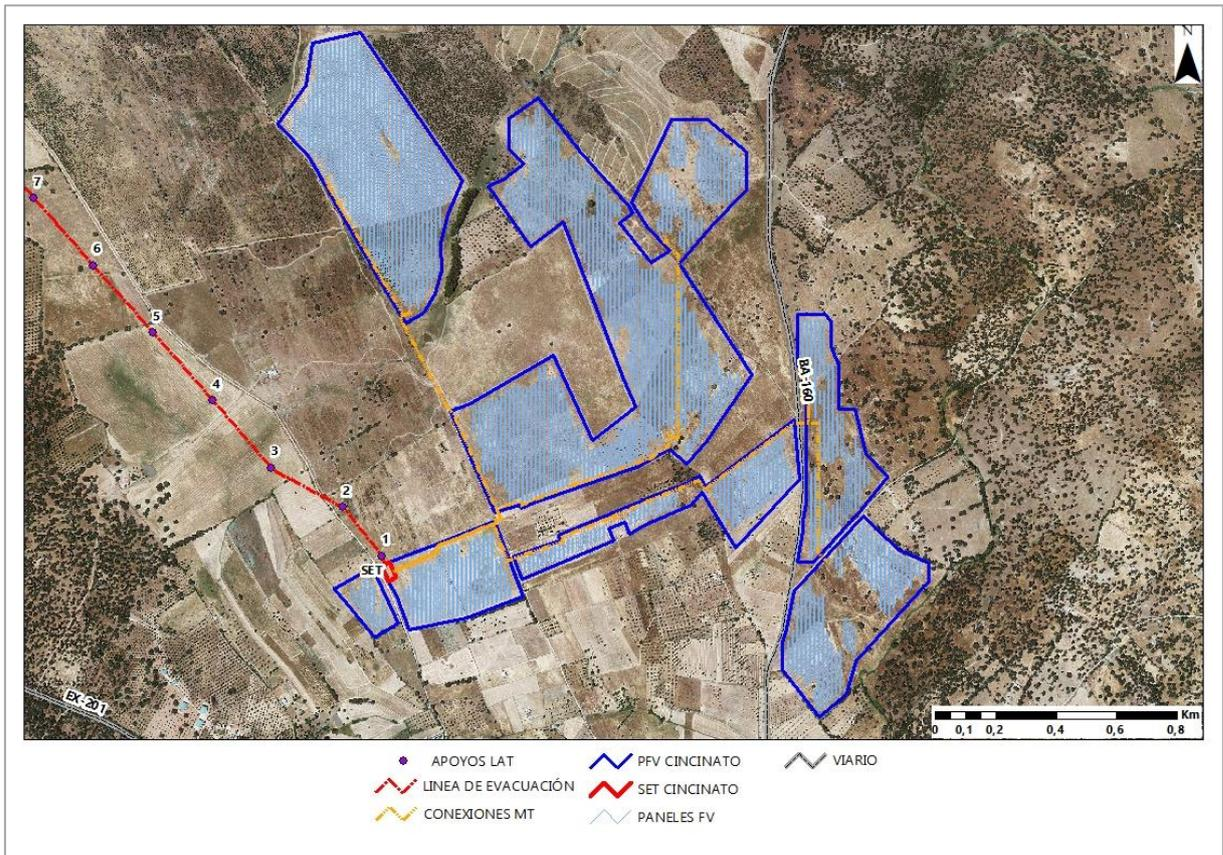 N
7
6
5
4
3
2
1
SET
BA-160
EX-201
Km
0 0,1 0,2 0,4 0,6 0,8
APOYOS LAT
LINEA DE EVACUACIÓN
CONEXIONES MT
PFV CINCINATO
SET CINCINATO
PANELES FV
VIARIO